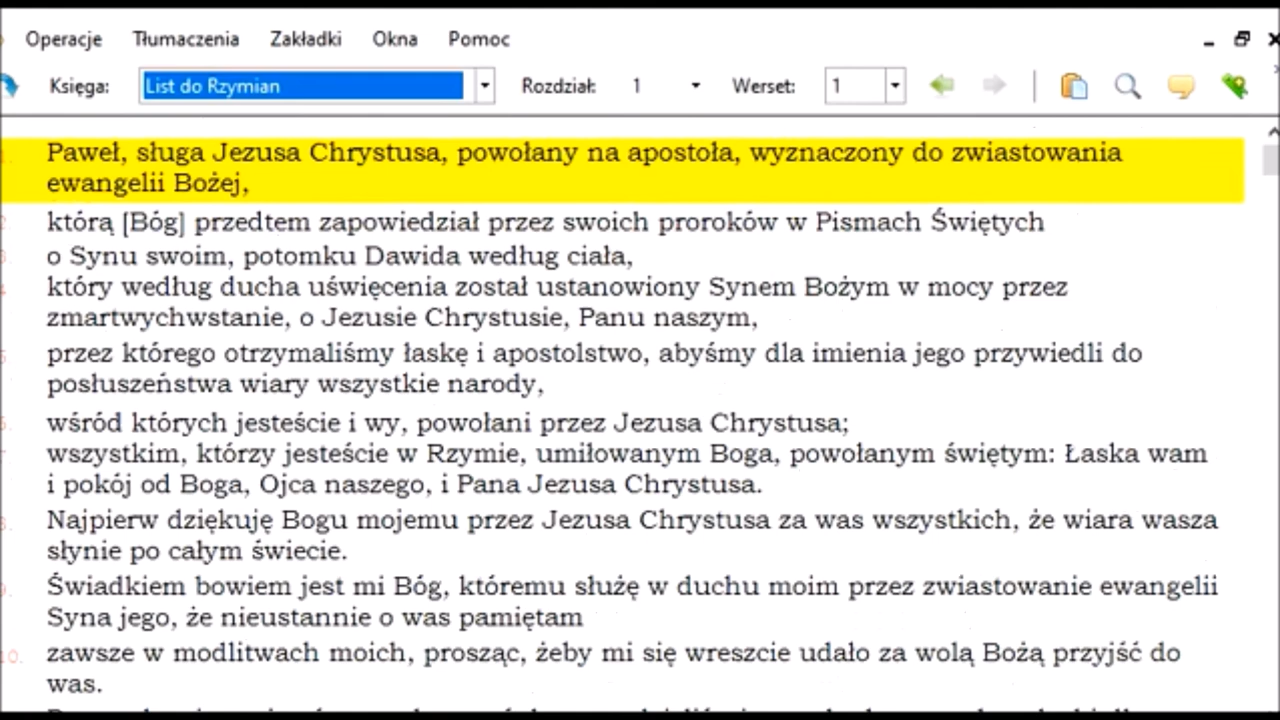 Operacje Tłumaczenia Zakładki Okna Pomoc
Księga: List do Rzymian Rozdział: 1 Werset: 1
Paweł, sługa Jezusa Chrystusa, powołany na apostoła, wyznaczony do zwiastowania
ewangelii Bożej,
którą [Bóg] przedtem zapowiedział przez swoich proroków w Pismach Świętych
o Synu swoim, potomku Dawida według ciała,
który według ducha uświęcenia został ustanowiony Synem Bożym w mocy przez
zmartwychwstanie, o Jezusie Chrystusie, Panu naszym,
przez którego otrzymaliśmy łaskę i apostolstwo, abyśmy dla imienia jego przywiedli do
posłuszeństwa wiary wszystkie narody,
wśród których jesteście i wy, powołani przez Jezusa Chrystusa;
wszystkim, którzy jesteście w Rzymie, umiłowanym Boga, powołanym świętym: Łaska wam
i pokój od Boga, Ojca naszego, i Pana Jezusa Chrystusa.
Najpierw dziękuję Bogu mojemu przez Jezusa Chrystusa za was wszystkich, że wiara wasza
słynie po całym świecie.
Świadkiem bowiem jest mi Bóg, któremu służę w duchu moim przez zwiastowanie ewangelii
Syna jego, że nieustannie o was pamiętam
zawsze w modlitwach moich, prosząc, żeby mi się wreszcie udało za wolą Bożą przyjść do
was.